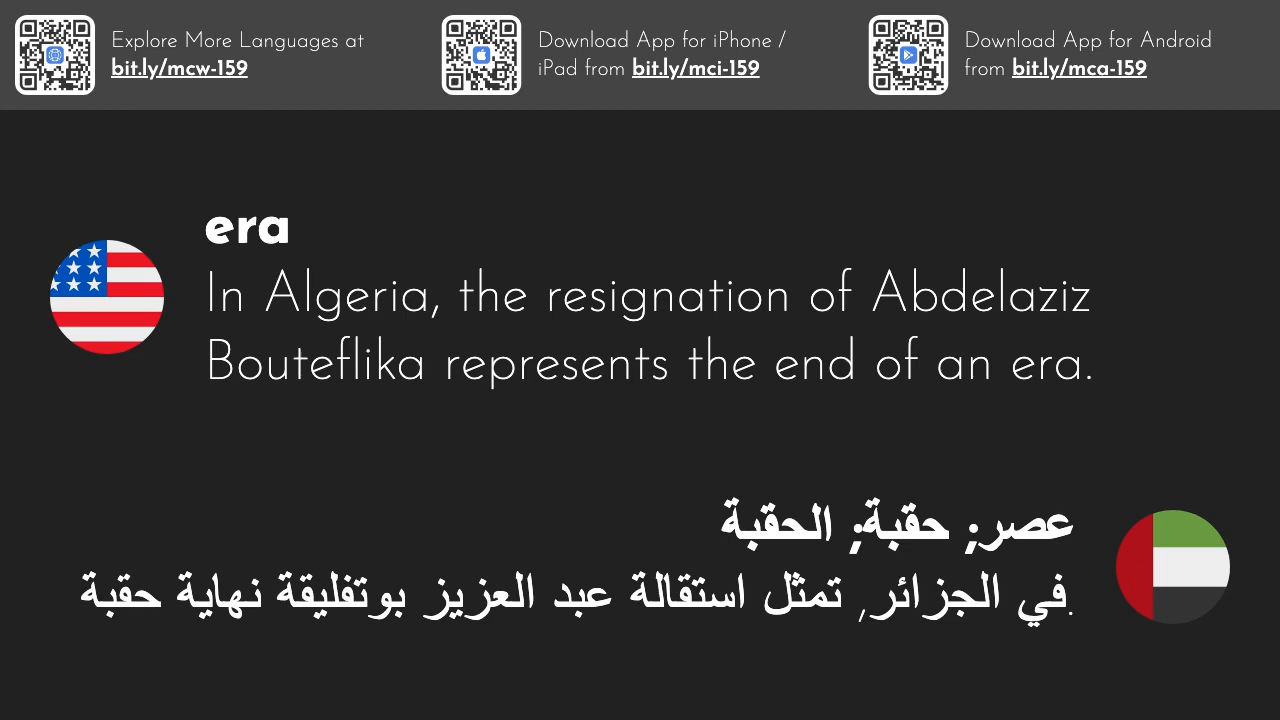 Explore More Languages at
bit.ly/mcw-159
Download App for iPhone /
iPad from bit.ly/mci-159
Download App for Android
from bit.ly/mca-159
era
In Algeria, the resignation of Abdelaziz
Bouteflika represents the end of an era.
عصر; حقبة; الحقبة
في الجزائر, تمثل استقالة عبد العزيز بوتفليقة نهاية حقبة.